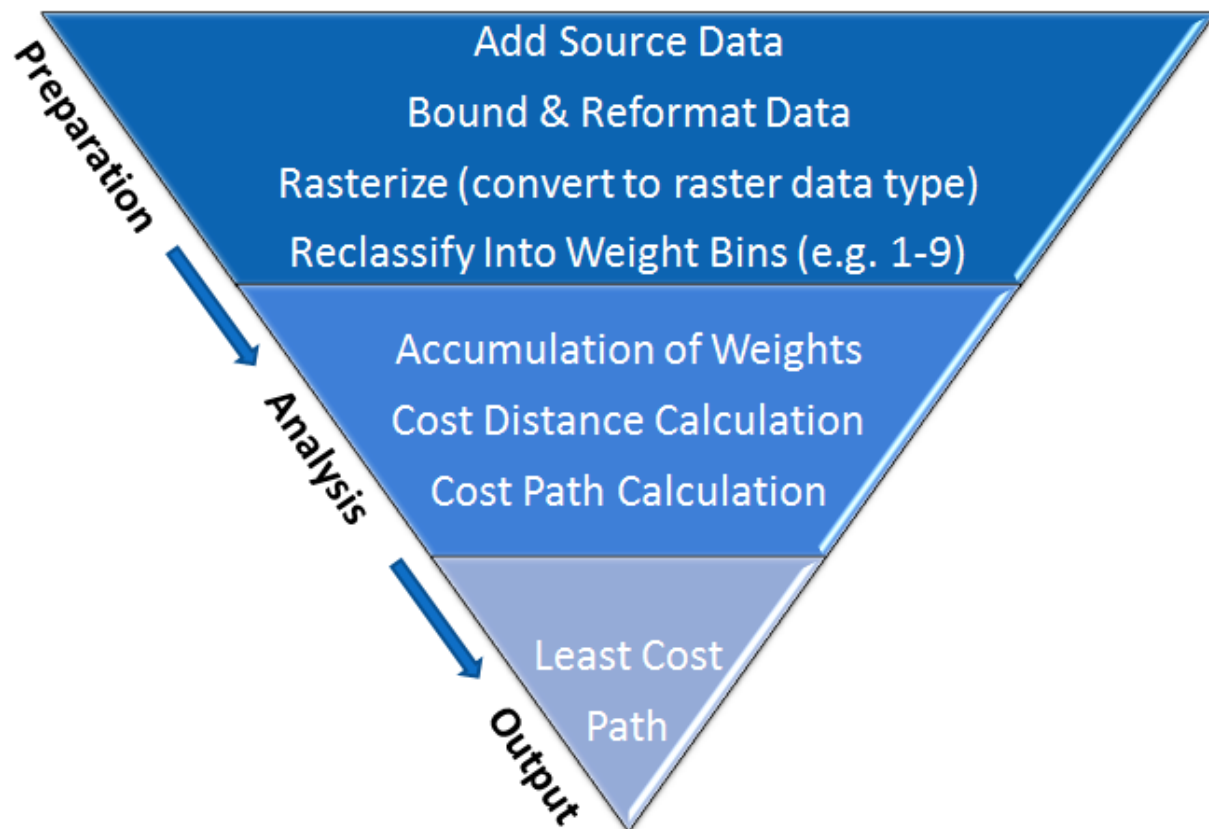 Preparation
Add Source Data
Bound & Reformat Data
Rasterize (convert to raster data type)
Reclassify Into Weight Bins (e.g. 1-9)
Analysis
Accumulation of Weights
Cost Distance Calculation
Cost Path Calculation
Output
Least Cost
Path